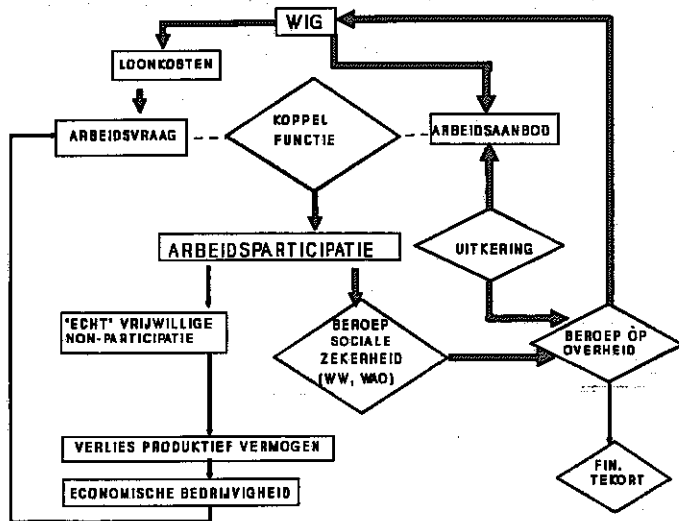 WIG
LOONKOSTEN
ARBEIDSVRAAG
KOPPEL
FUNCTIE
ARBEIDSAANBOD
ARBEIDSPARTICIPATIE
UITKERING
"ECHT" VRIJWILLIGE
NON-PARTICIPATIE
BEROEP
SOCIALE
ZEKERHEID
(WW, WAO)
BEROEP OP
OVERHEID
VERLIES PRODUKTIEF VERMOGEN
ECONOMISCHE BEDRIJVIGHEID
FIN.
TEKORT